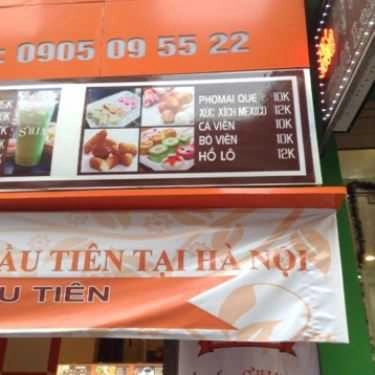 0905 09 55 22
PHOMAI QUE 10K
XÚC XÍCH MEXICO 12K
CÁ VIÊN 10K
BÒ VIÊN 10K
HỒ LÔ 12K
ẦU TIÊN TẠI HÀ NỘI
U TIÊN